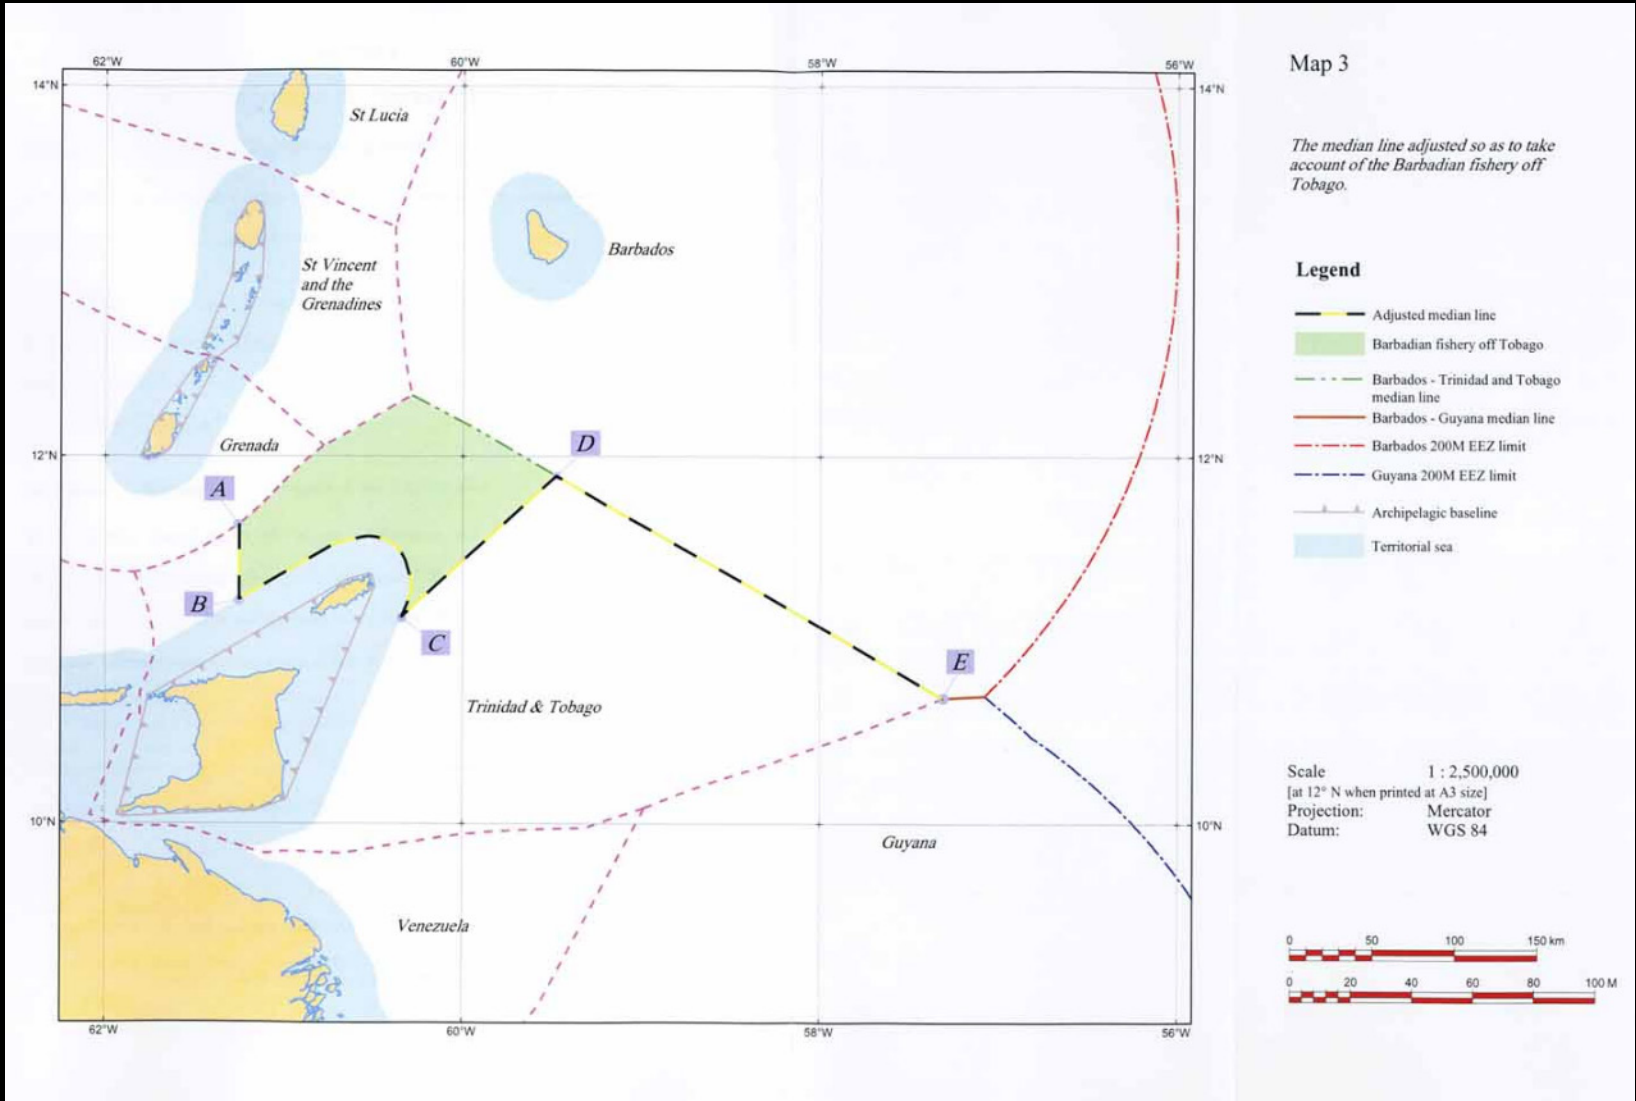 62°W
60°W
58°W
56°W
14°N
14°N
St Lucia
Barbados
St Vincent
and the
Grenadines
Grenada
D
12°N
12°N
A
B
C
E
Trinidad & Tobago
10°N
10°N
Guyana
Venezuela
62°W
60°W
58°W
56°W
Map 3
The median line adjusted so as to take
account of the Barbadian fishery off
Tobago.
Legend
Adjusted median line
Barbadian fishery off Tobago
Barbados - Trinidad and Tobago
median line
Barbados - Guyana median line
Barbados 200M EEZ limit
Guyana 200M EEZ limit
Archipelagic baseline
Territorial sea
Scale 1 : 2,500,000
[at 12° N when printed at A3 size]
Projection: Mercator
Datum: WGS 84
0 50 100 150 km
0 20 40 60 80 100 M